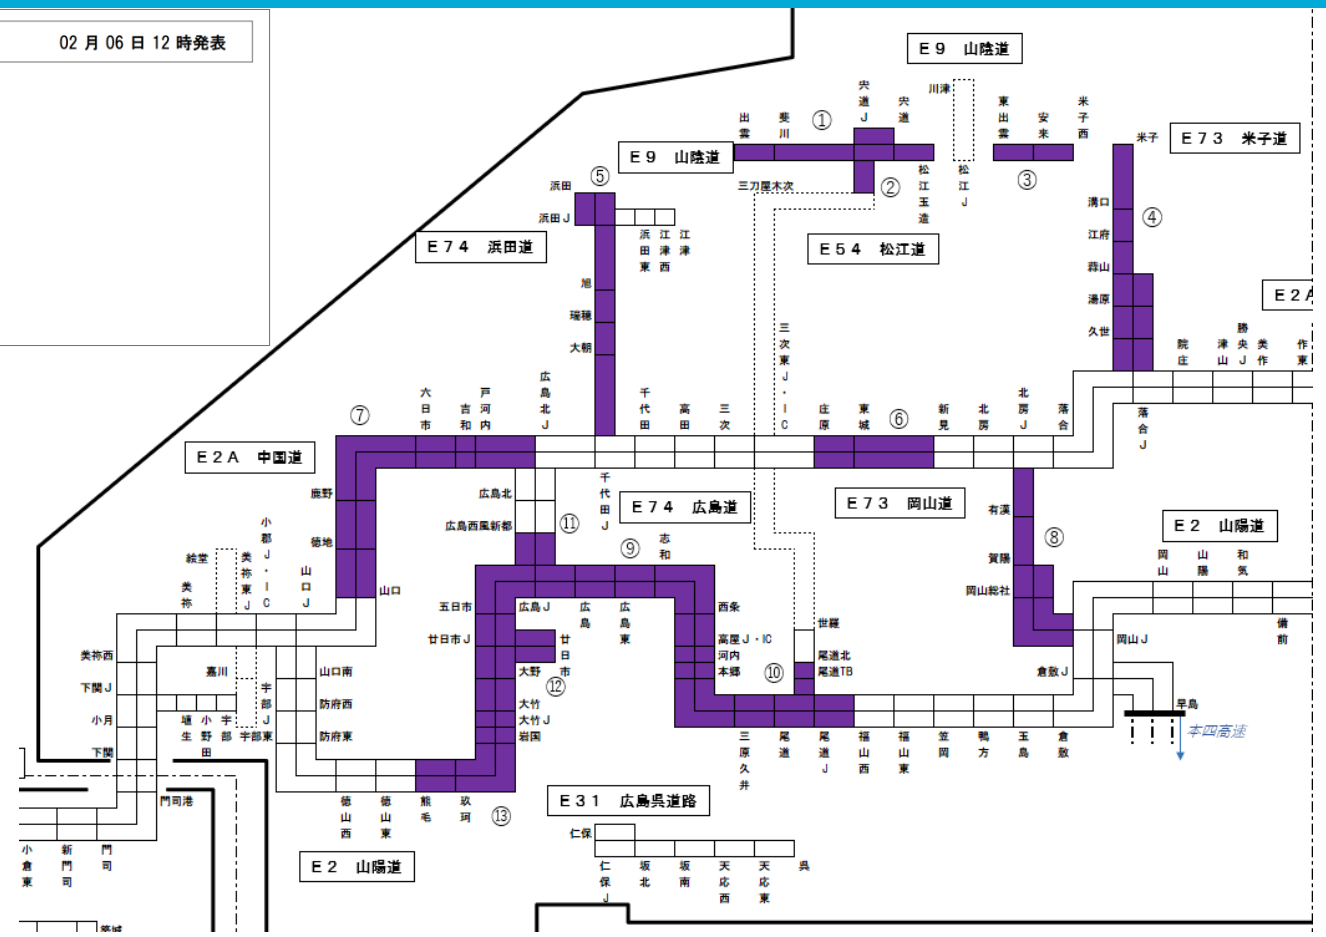 02 月 06 日 12 時発表
E9 山陰道
宍道J
宍道
川津
東出雲
安来
米子西
出雲
斐川
①
米子
E73 米子道
E9 山陰道
⑤
浜田
三刀屋木次
②
松江玉造
松江J
③
溝口
④
浜田J
江府
E74 浜田道
浜田東
江津西
江津
E54 松江道
蒜山
旭
湯原
E2A
瑞穂
久世
大朝
三次東J・IC
院庄
津山
勝央J
美作
作東
広島北J
⑦
六日市
吉和
戸河内
千代田
高田
三次
庄原
東城
⑥
新見
北房
北房J
落合
落合J
E2A 中国道
鹿野
広島北
千代田J
E74 広島道
E73 岡山道
有漢
E2 山陽道
広島西風新都
⑪
小郡J・IC
徳地
⑨
志和
⑧
絵堂
美祢東J
山口J
賀陽
岡山
山陽
和気
美祢
山口
岡山総社
五日市
広島J
広島
広島東
西条
世羅
備前
廿日市J
廿日市
高屋J・IC
岡山J
美祢西
河内
尾道北
嘉川
山口南
大野
本郷
⑩
尾道TB
倉敷J
下関J
宇部J
⑫
防府西
大竹
早島
小月
埴生
小野田
宇部
宇部東
大竹J
本四高速
防府東
岩国
三原久井
尾道
尾道J
福山西
福山東
笠岡
鴨方
玉島
倉敷
下関
門司港
徳山西
徳山東
熊毛
玖珂
⑬
E31 広島呉道路
仁保
E2 山陽道
小倉東
新門司
門司
仁保J
坂北
坂南
天応西
天応東
呉
築城